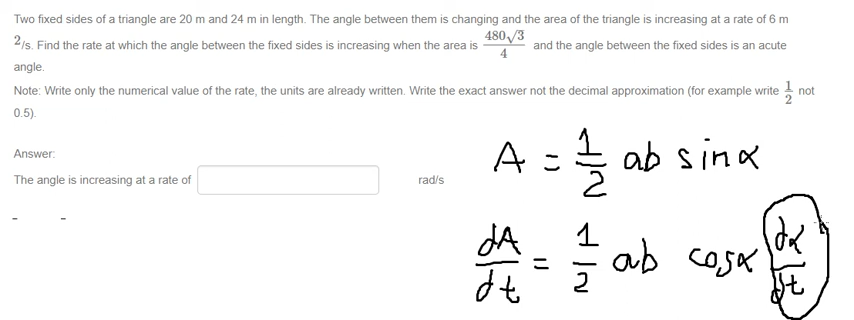 Two fixed sides of a triangle are 20 m and 24 m in length. The angle between them is changing and the area of the triangle is increasing at a rate of 6 m
²/s. Find the rate at which the angle between the fixed sides is increasing when the area is 480√3/4 and the angle between the fixed sides is an acute
angle.
Note: Write only the numerical value of the rate, the units are already written. Write the exact answer not the decimal approximation (for example write 1/2 not
0.5).
Answer:
The angle is increasing at a rate of rad/s
A = 1/2 ab sin α
dA/dt = 1/2 ab cos α dα/dt